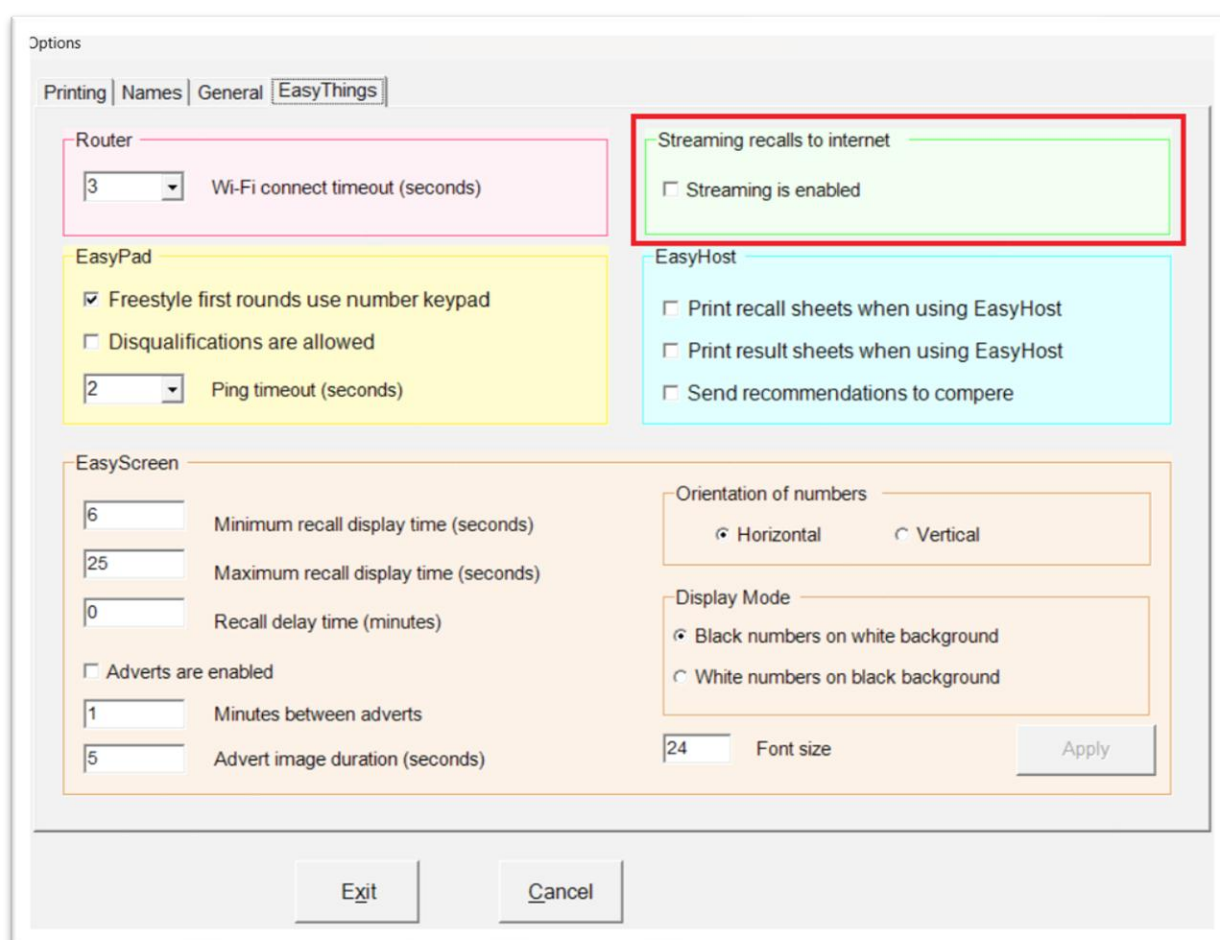 Options
Printing Names General EasyThings
Router
3 Wi-Fi connect timeout (seconds)
Streaming recalls to internet
Streaming is enabled
EasyPad
Freestyle first rounds use number keypad
Disqualifications are allowed
2 Ping timeout (seconds)
EasyHost
Print recall sheets when using EasyHost
Print result sheets when using EasyHost
Send recommendations to compere
EasyScreen
6 Minimum recall display time (seconds)
25 Maximum recall display time (seconds)
0 Recall delay time (minutes)
Adverts are enabled
1 Minutes between adverts
5 Advert image duration (seconds)
Orientation of numbers
Horizontal Vertical
Display Mode
Black numbers on white background
White numbers on black background
24 Font size Apply
Exit Cancel